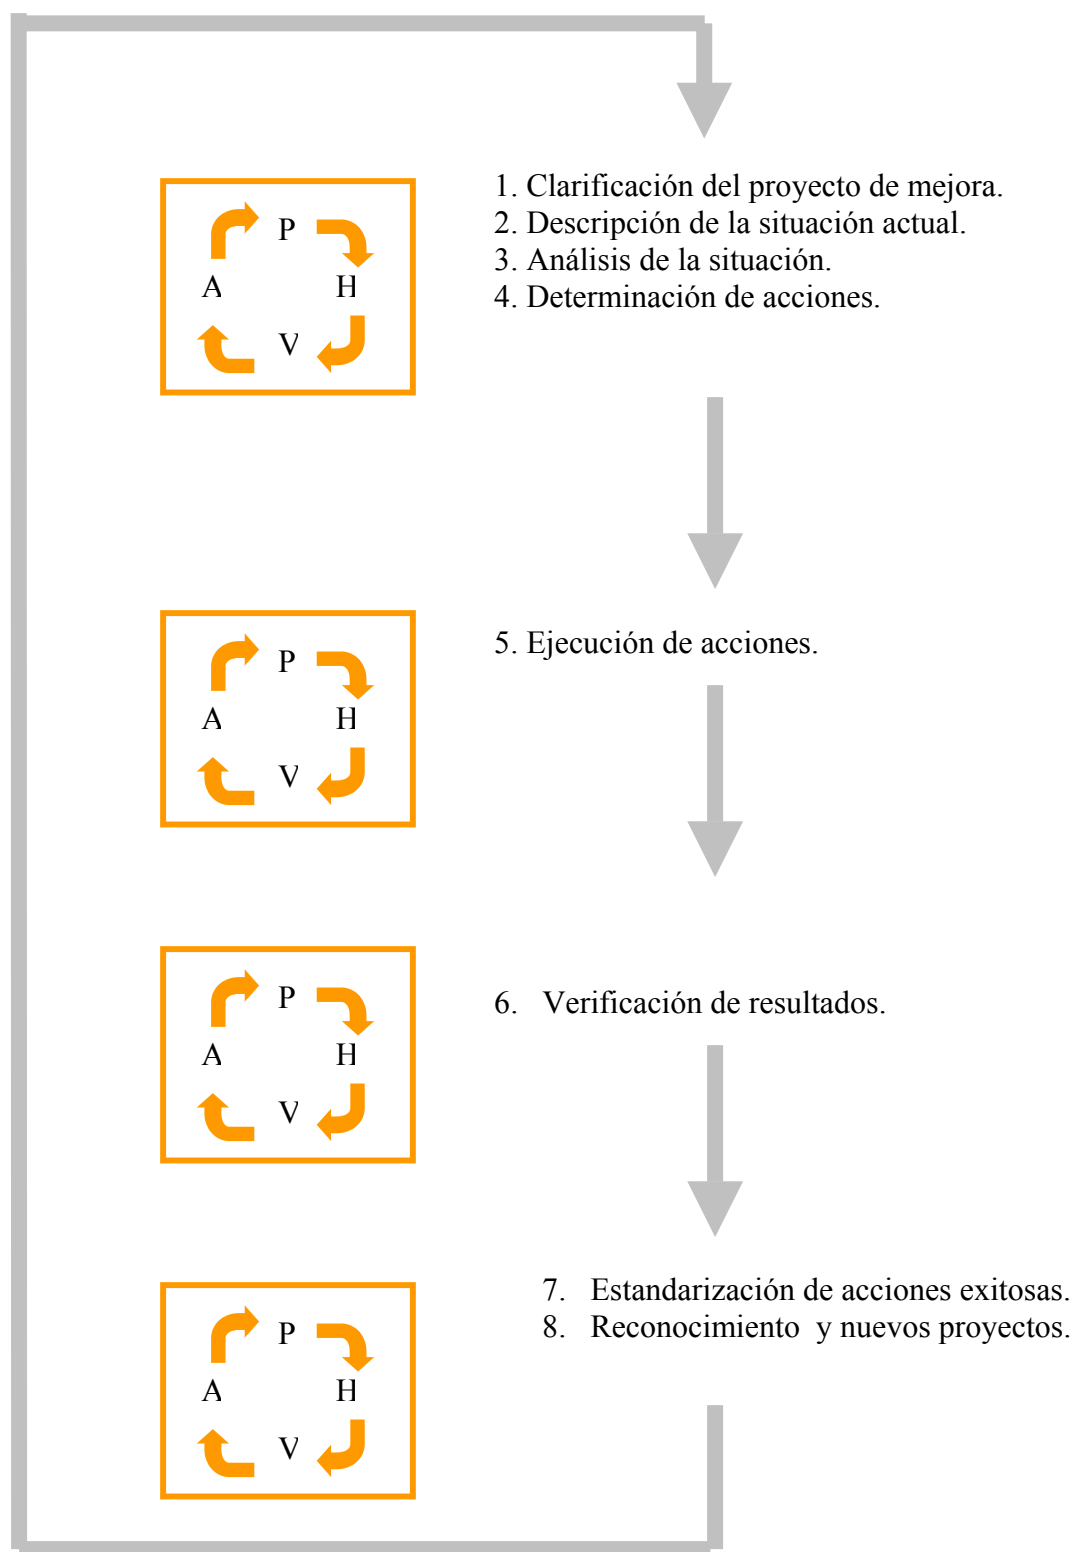 1. Clarificación del proyecto de mejora.
2. Descripción de la situación actual.
3. Análisis de la situación.
4. Determinación de acciones.
P
A H
V
5. Ejecución de acciones.
P
A H
V
6. Verificación de resultados.
P
A H
V
7. Estandarización de acciones exitosas.
8. Reconocimiento y nuevos proyectos.
P
A H
V